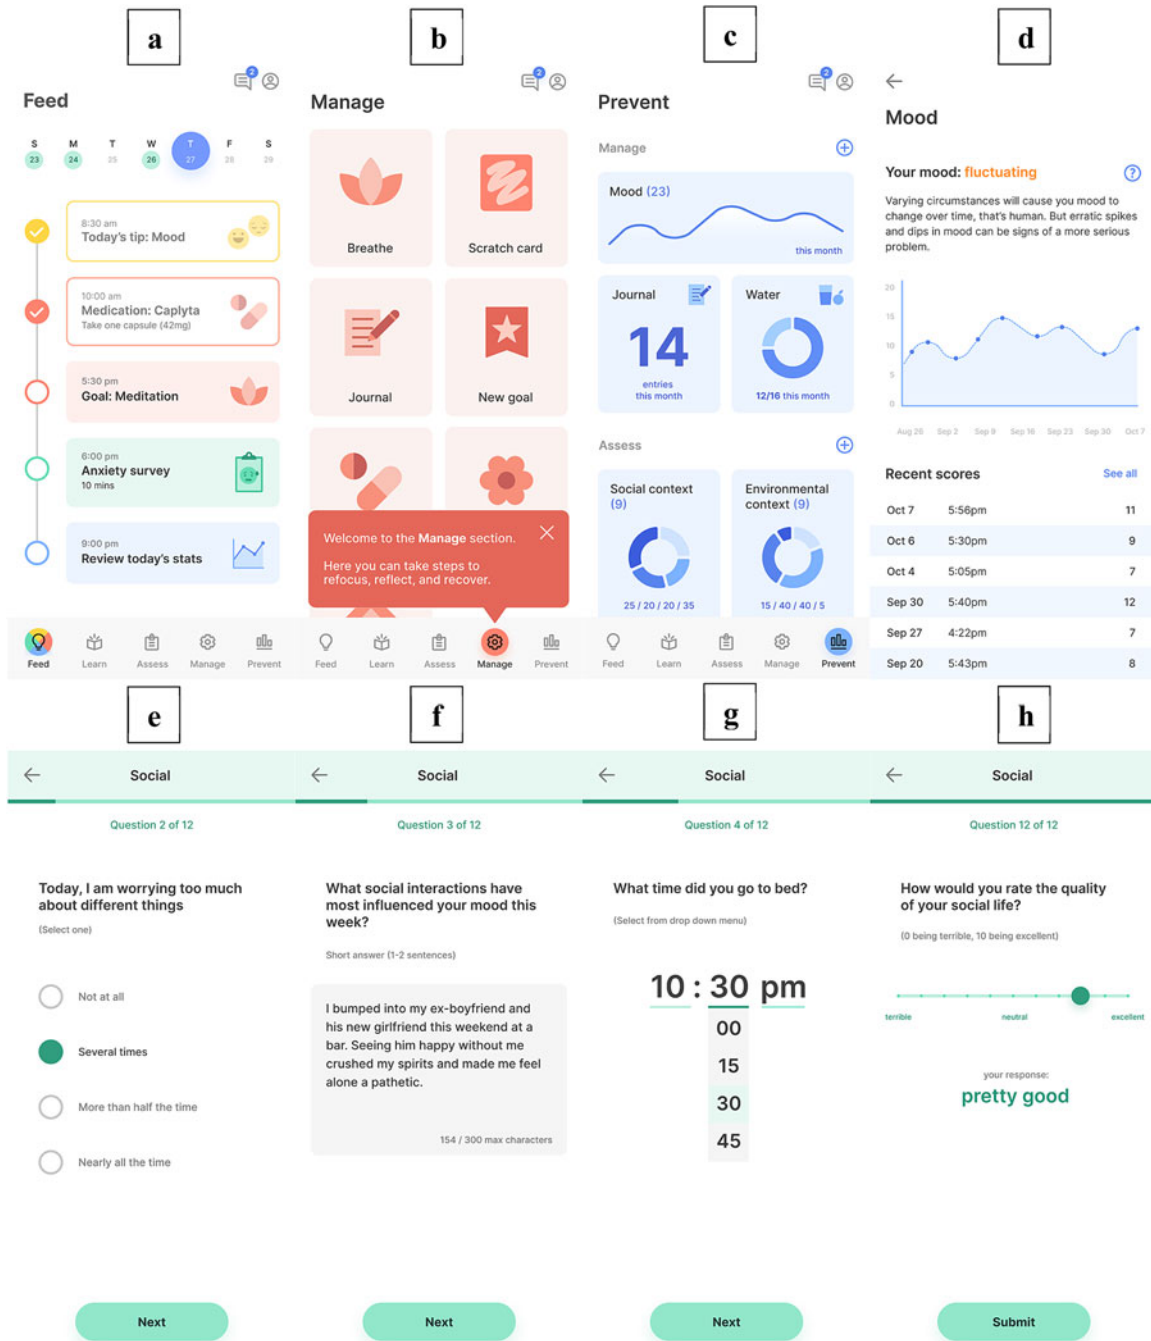 a
2
Feed
S M T W T F S
23 24 25 26 27 28 29
8:30 am
Today's tip: Mood
10:00 am
Medication: Caplyta
Take one capsule (42mg)
5:30 pm
Goal: Meditation
6:00 pm
Anxiety survey
10 mins
9:00 pm
Review today's stats
Feed Learn Assess Manage Prevent
b
2
Manage
Breathe
Scratch card
Journal
New goal
Welcome to the Manage section.
Here you can take steps to
refocus, reflect, and recover.
Feed Learn Assess Manage Prevent
c
2
Prevent
Manage
Mood (23)
this month
Journal
14
entries
this month
Water
12/16 this month
Assess
Social context
(9)
25 / 20 / 20 / 35
Environmental
context (9)
15 / 40 / 40 / 5
Feed Learn Assess Manage Prevent
d
Mood
Your mood: fluctuating
?
Varying circumstances will cause you mood to
change over time, that's human. But erratic spikes
and dips in mood can be signs of a more serious
problem.
20
15
10
5
0
Aug 26 Sep 2 Sep 9 Sep 16 Sep 23 Sep 30 Oct 7
Recent scores See all
Oct 7 5:56pm 11
Oct 6 5:30pm 9
Oct 4 5:05pm 7
Sep 30 5:40pm 12
Sep 27 4:22pm 7
Sep 20 5:43pm 8
e
Social
Question 2 of 12
Today, I am worrying too much
about different things
(Select one)
Not at all
Several times
More than half the time
Nearly all the time
Next
f
Social
Question 3 of 12
What social interactions have
most influenced your mood this
week?
Short answer (1-2 sentences)
I bumped into my ex-boyfriend and
his new girlfriend this weekend at a
bar. Seeing him happy without me
crushed my spirits and made me feel
alone a pathetic.
154 / 300 max characters
Next
g
Social
Question 4 of 12
What time did you go to bed?
(Select from drop down menu)
10 : 30 pm
00
15
30
45
Next
h
Social
Question 12 of 12
How would you rate the quality
of your social life?
(0 being terrible, 10 being excellent)
terrible neutral excellent
your response:
pretty good
Submit